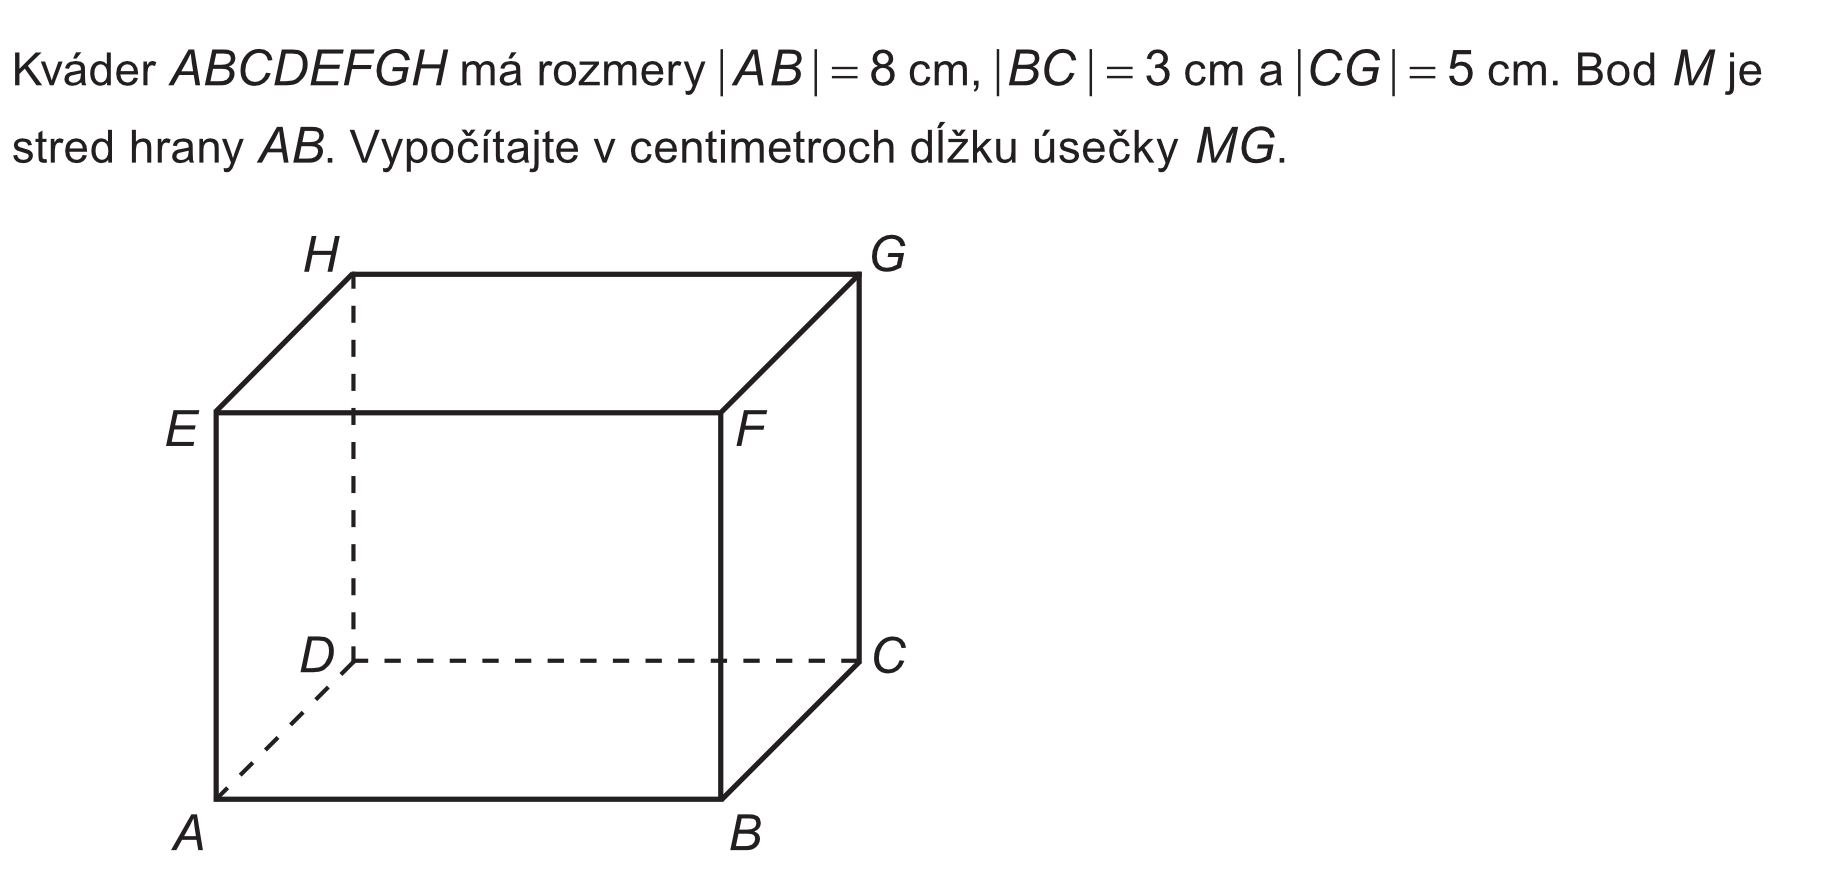 Kváder ABCDEFGH má rozmery |AB| = 8 cm, |BC| = 3 cm a |CG| = 5 cm. Bod M je
stred hrany AB. Vypočítajte v centimetroch dĺžku úsečky MG.
H
G
E
F
D
C
A
B